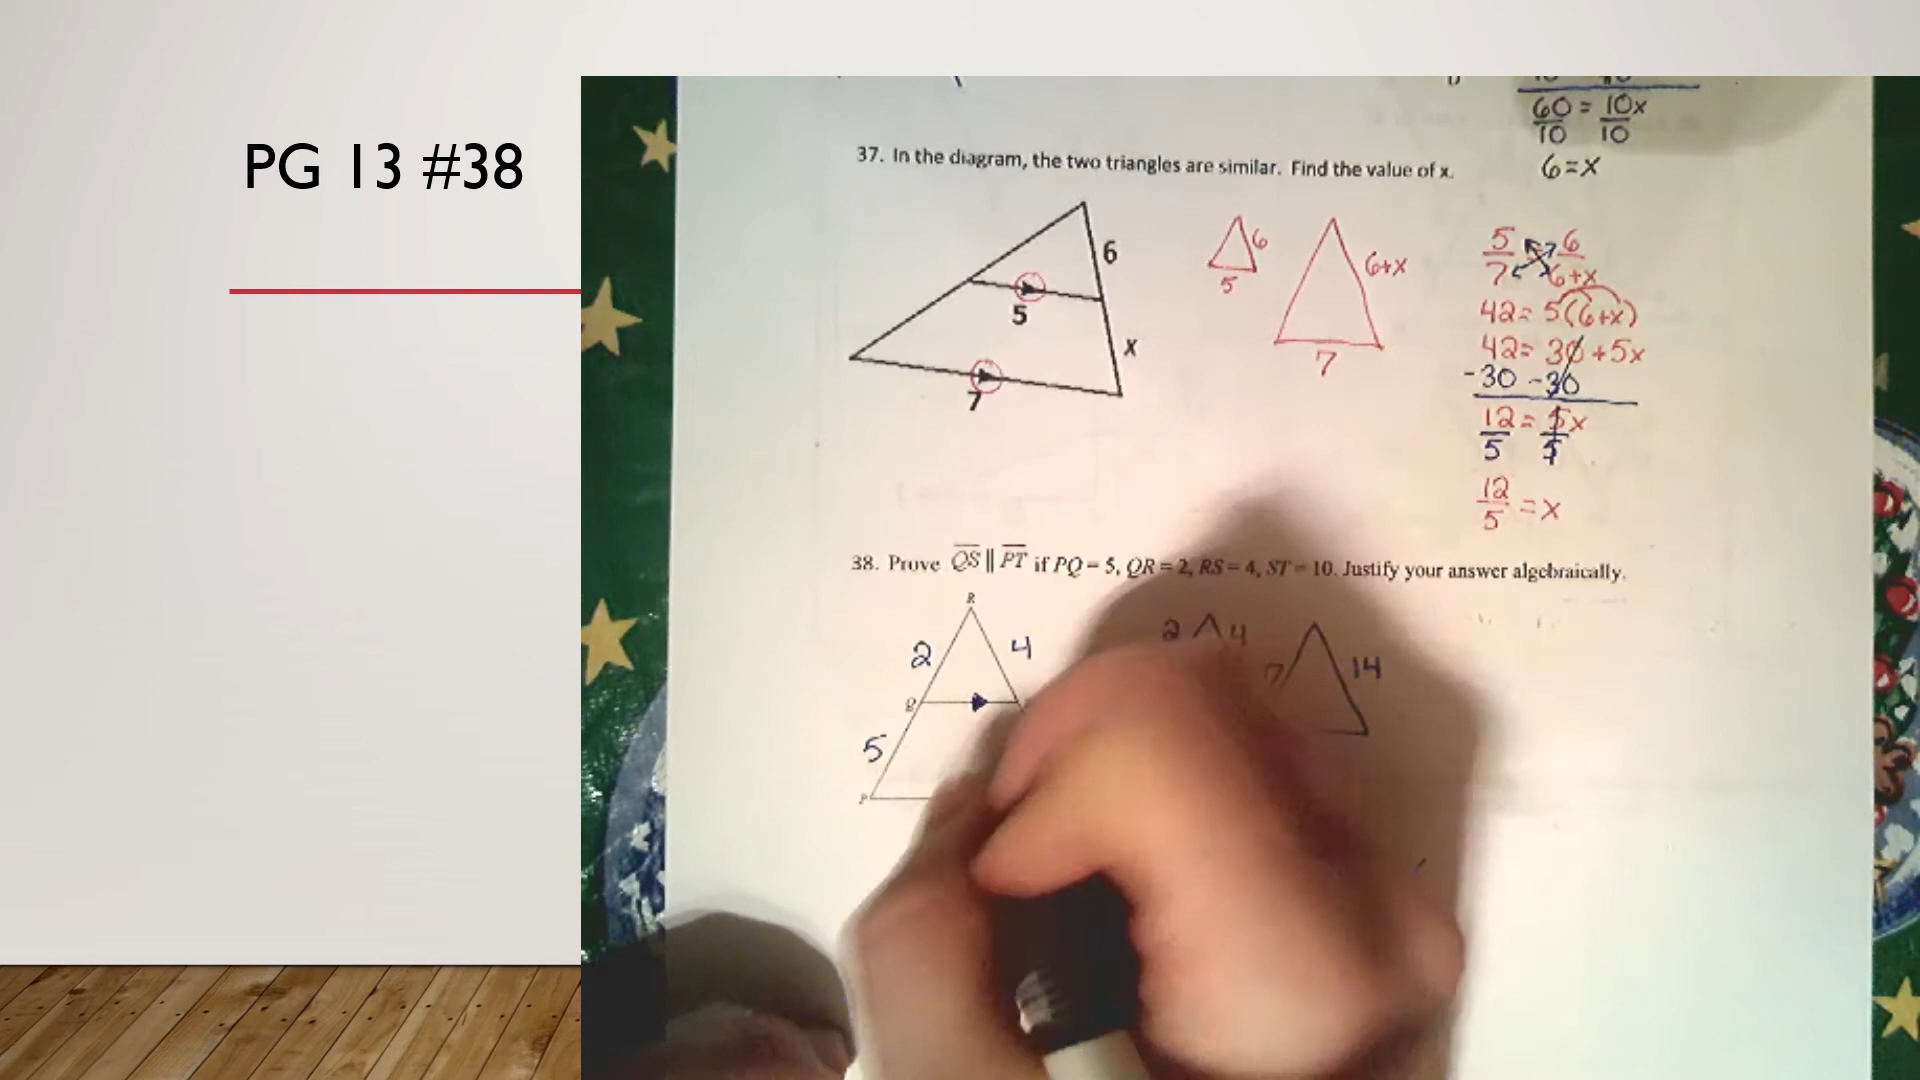 PG 13 #38
60 = 10x
10 10
6=x
37. In the diagram, the two triangles are similar. Find the value of x.
6
5
x
7
6
5
6+x
7
5 6
7 6+x
42= 5(6+x)
42= 30+5x
-30 -30
12= 5x
5 5
12
5 =x
38. Prove QS || PT if PQ = 5, QR = 2, RS = 4, ST = 10. Justify your answer algebraically.
R
2 4
5
P
2 4
7 14